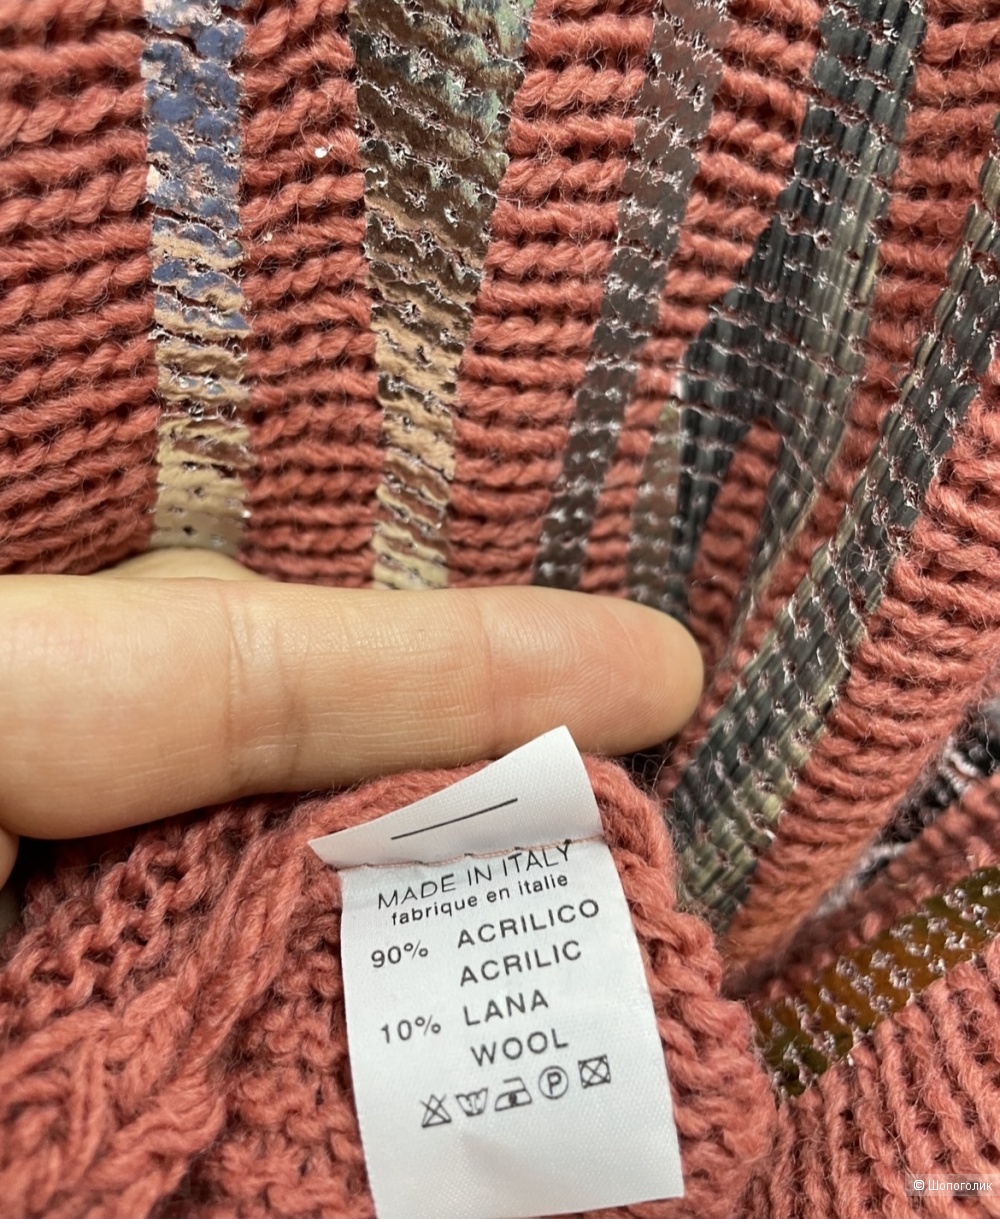 MADE IN ITALY
fabrique en italie
90% ACRILICO
ACRILIC
10% LANA
WOOL
P
© Шопоголик